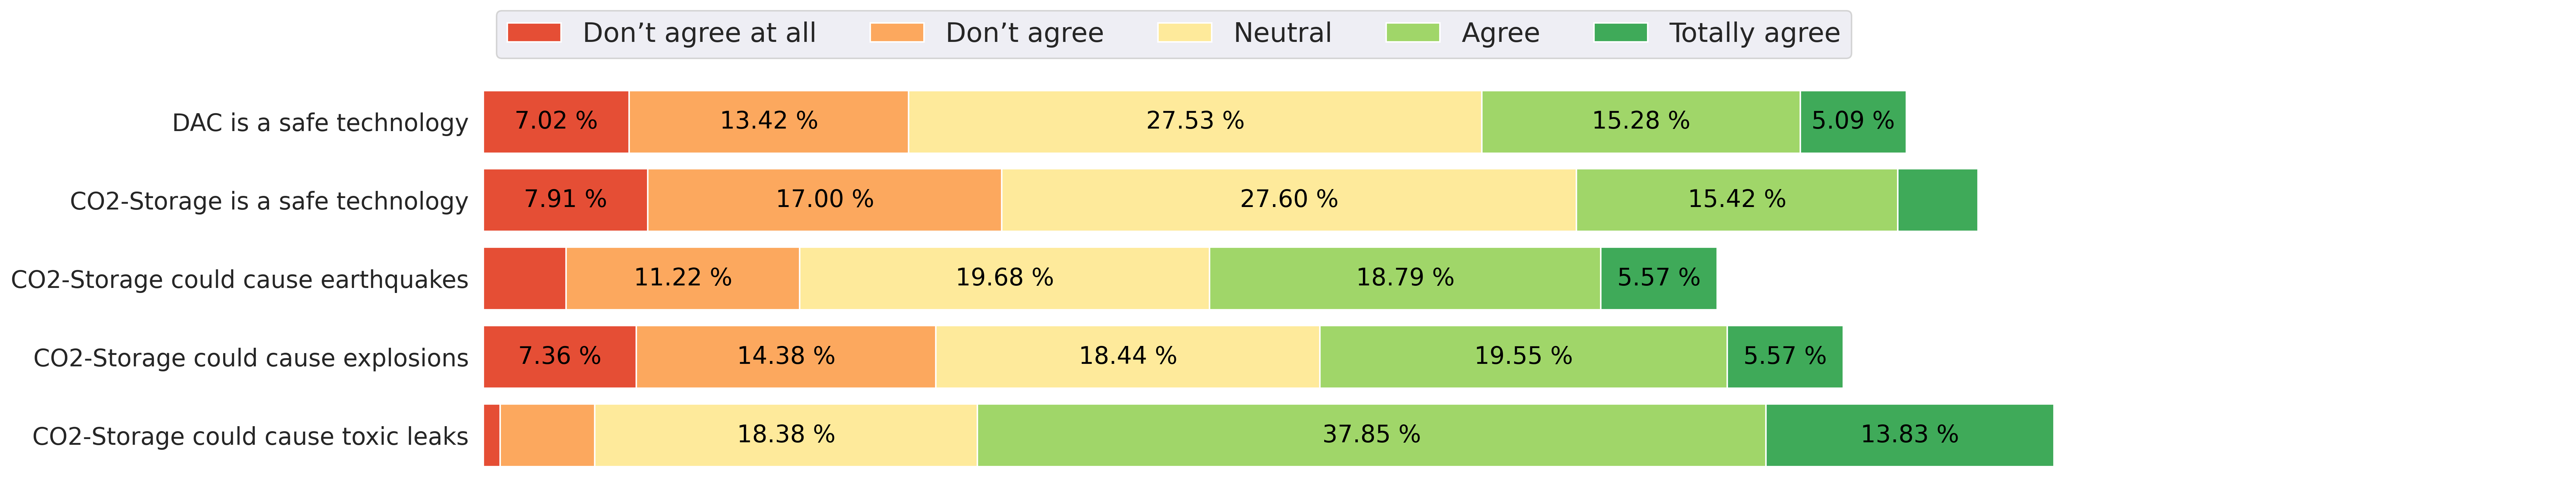 Don’t agree at all Don’t agree Neutral Agree Totally agree
DAC is a safe technology 7.02 % 13.42 % 27.53 % 15.28 % 5.09 %
CO2-Storage is a safe technology 7.91 % 17.00 % 27.60 % 15.42 %
CO2-Storage could cause earthquakes 11.22 % 19.68 % 18.79 % 5.57 %
CO2-Storage could cause explosions 7.36 % 14.38 % 18.44 % 19.55 % 5.57 %
CO2-Storage could cause toxic leaks 18.38 % 37.85 % 13.83 %